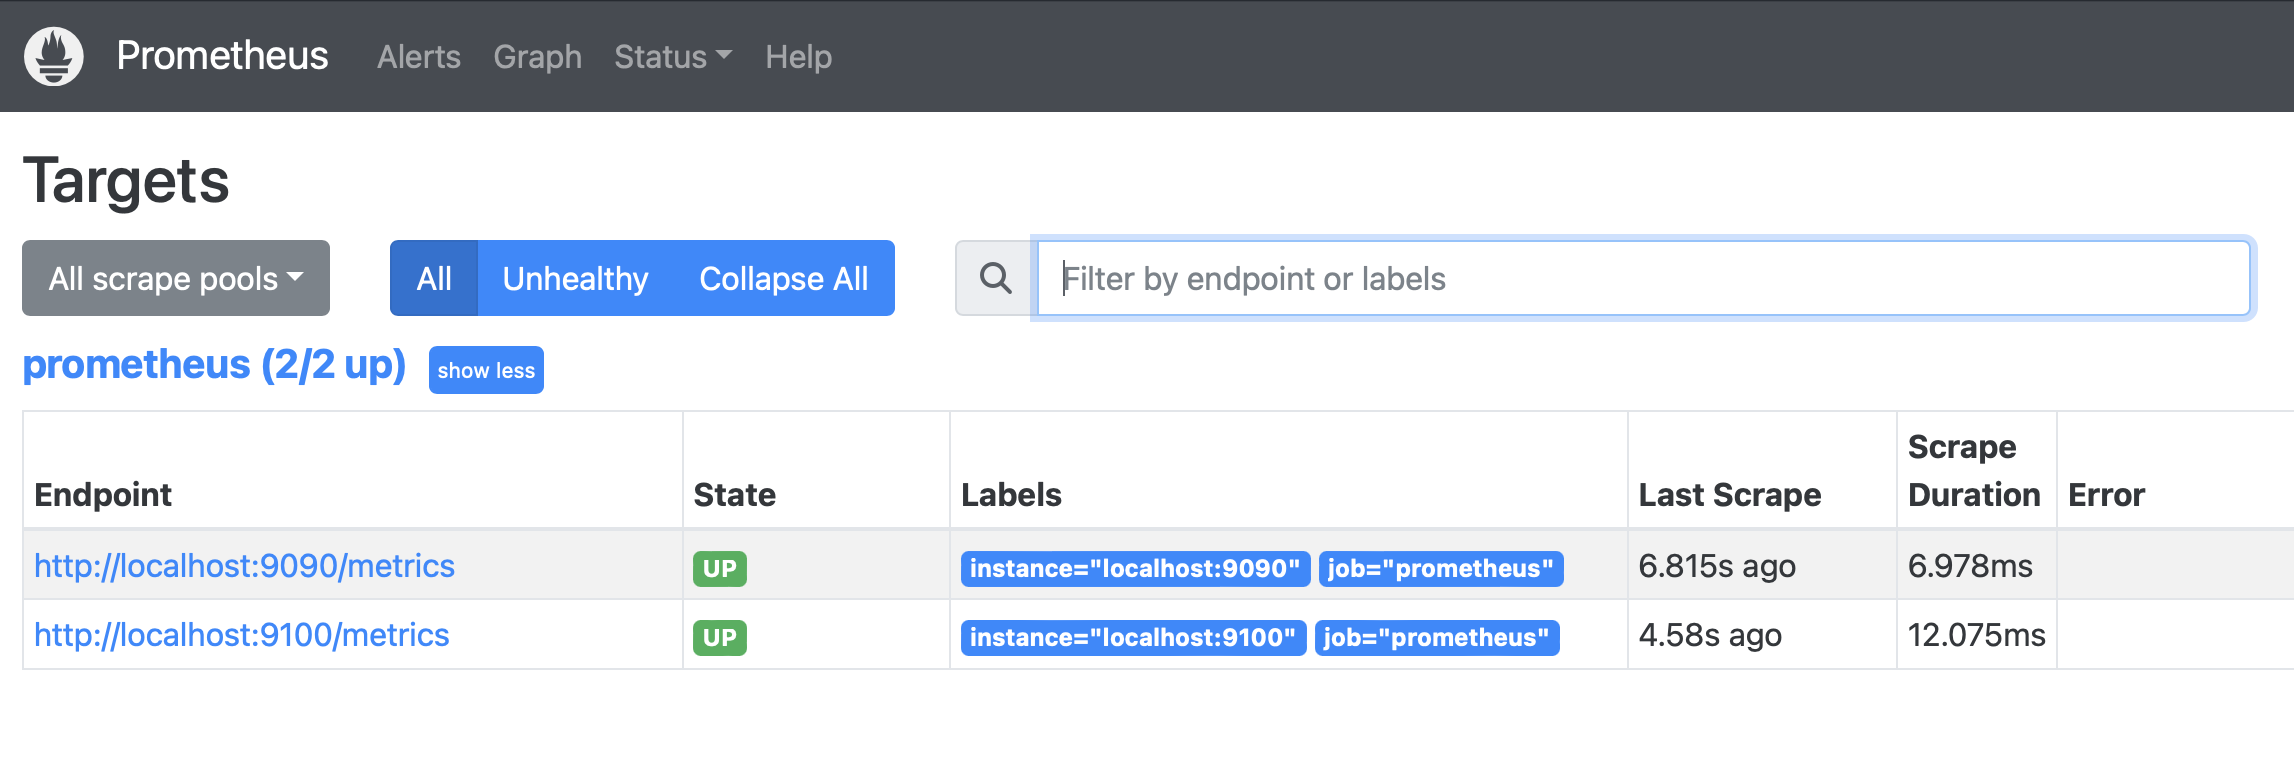 Prometheus Alerts Graph Status Help
Targets
All scrape pools All Unhealthy Collapse All Filter by endpoint or labels
prometheus (2/2 up) show less
Endpoint State Labels Last Scrape Scrape Duration Error
http://localhost:9090/metrics UP instance="localhost:9090" job="prometheus" 6.815s ago 6.978ms
http://localhost:9100/metrics UP instance="localhost:9100" job="prometheus" 4.58s ago 12.075ms